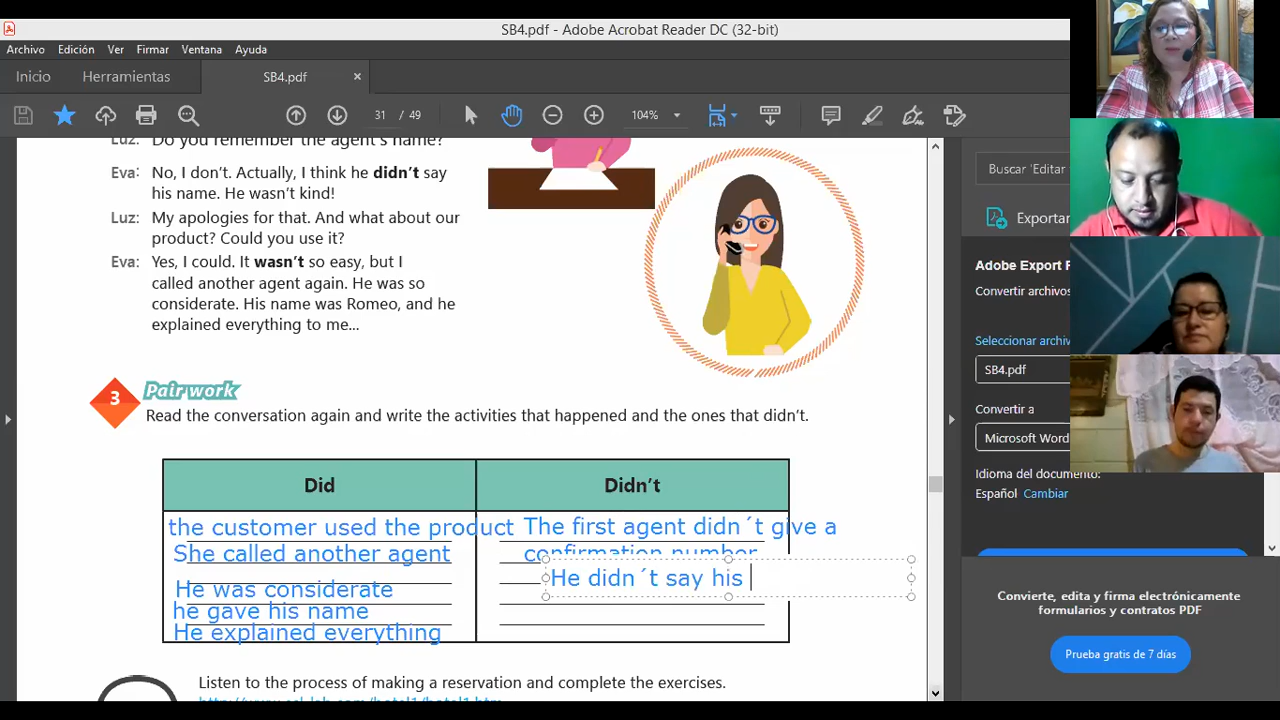 SB4.pdf - Adobe Acrobat Reader DC (32-bit)
Archivo Edición Ver Firmar Ventana Ayuda
Inicio Herramientas SB4.pdf ×
31 / 49 104%
Luz: Do you remember the agent's name?
Eva: No, I don't. Actually, I think he didn't say
his name. He wasn't kind!
Luz: My apologies for that. And what about our
product? Could you use it?
Eva: Yes, I could. It wasn't so easy, but I
called another agent again. He was so
considerate. His name was Romeo, and he
explained everything to me...
3 Pair work
Read the conversation again and write the activities that happened and the ones that didn't.
Did Didn't
the customer used the product
She called another agent
He was considerate
he gave his name
He explained everything
The first agent didn´t give a
confirmation number
He didn´t say his
Listen to the process of making a reservation and complete the exercises.
Buscar 'Editar
Exportar
Adobe Export
Convertir archivos
Seleccionar archiv
SB4.pdf
Convertir a
Microsoft Word
Idioma del documento:
Español Cambiar
Convierte, edita y firma electrónicamente
formularios y contratos PDF
Prueba gratis de 7 días